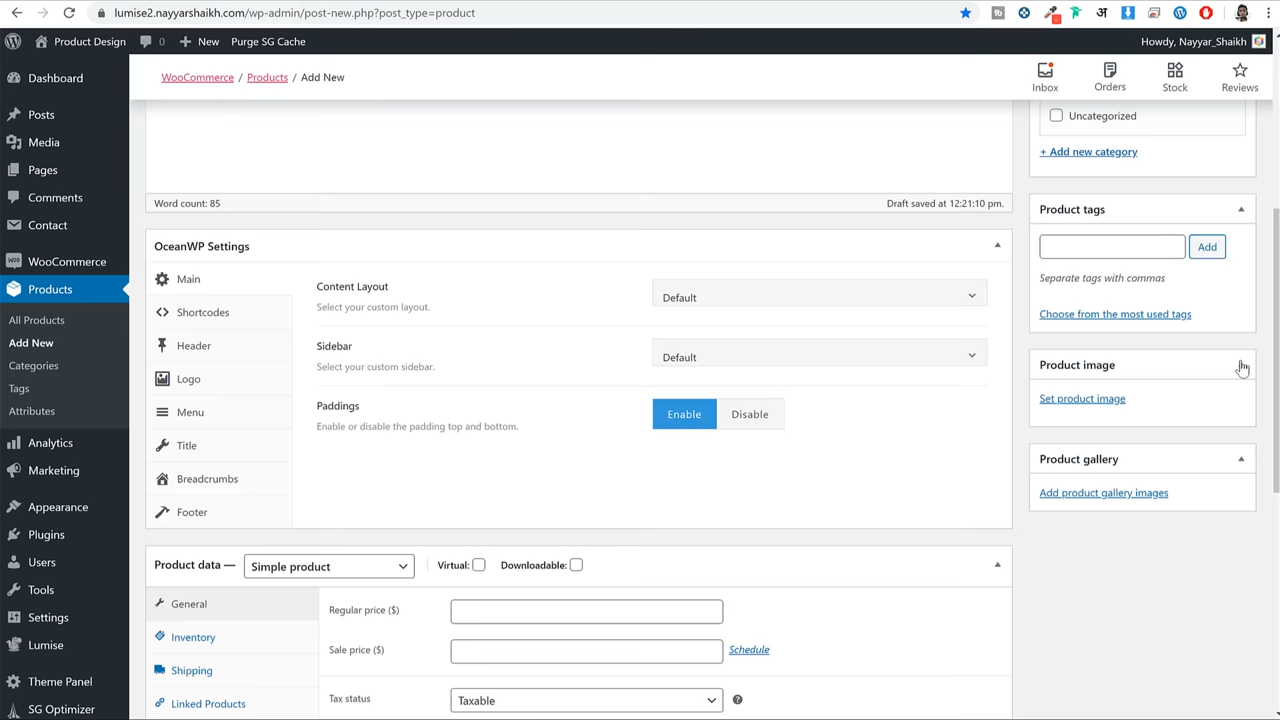 lumise2.nayyarshaikh.com/wp-admin/post-new.php?post_type=product
Product Design
0
New
Purge SG Cache
Howdy, Nayyar_Shaikh
Dashboard
Posts
Media
Pages
Comments
Contact
WooCommerce
Products
All Products
Add New
Categories
Tags
Attributes
Analytics
Marketing
Appearance
Plugins
Users
Tools
Settings
Lumise
Theme Panel
SG Optimizer
WooCommerce / Products / Add New
Inbox
Orders
Stock
Reviews
Word count: 85
Draft saved at 12:21:10 pm.
OceanWP Settings
Main
Shortcodes
Header
Logo
Menu
Title
Breadcrumbs
Footer
Content Layout
Select your custom layout.
Default
Sidebar
Select your custom sidebar.
Default
Paddings
Enable or disable the padding top and bottom.
Enable
Disable
Product data —
Simple product
Virtual:
Downloadable:
General
Inventory
Shipping
Linked Products
Regular price ($)
Sale price ($)
Schedule
Tax status
Taxable
Uncategorized
+ Add new category
Product tags
Add
Separate tags with commas
Choose from the most used tags
Product image
Set product image
Product gallery
Add product gallery images